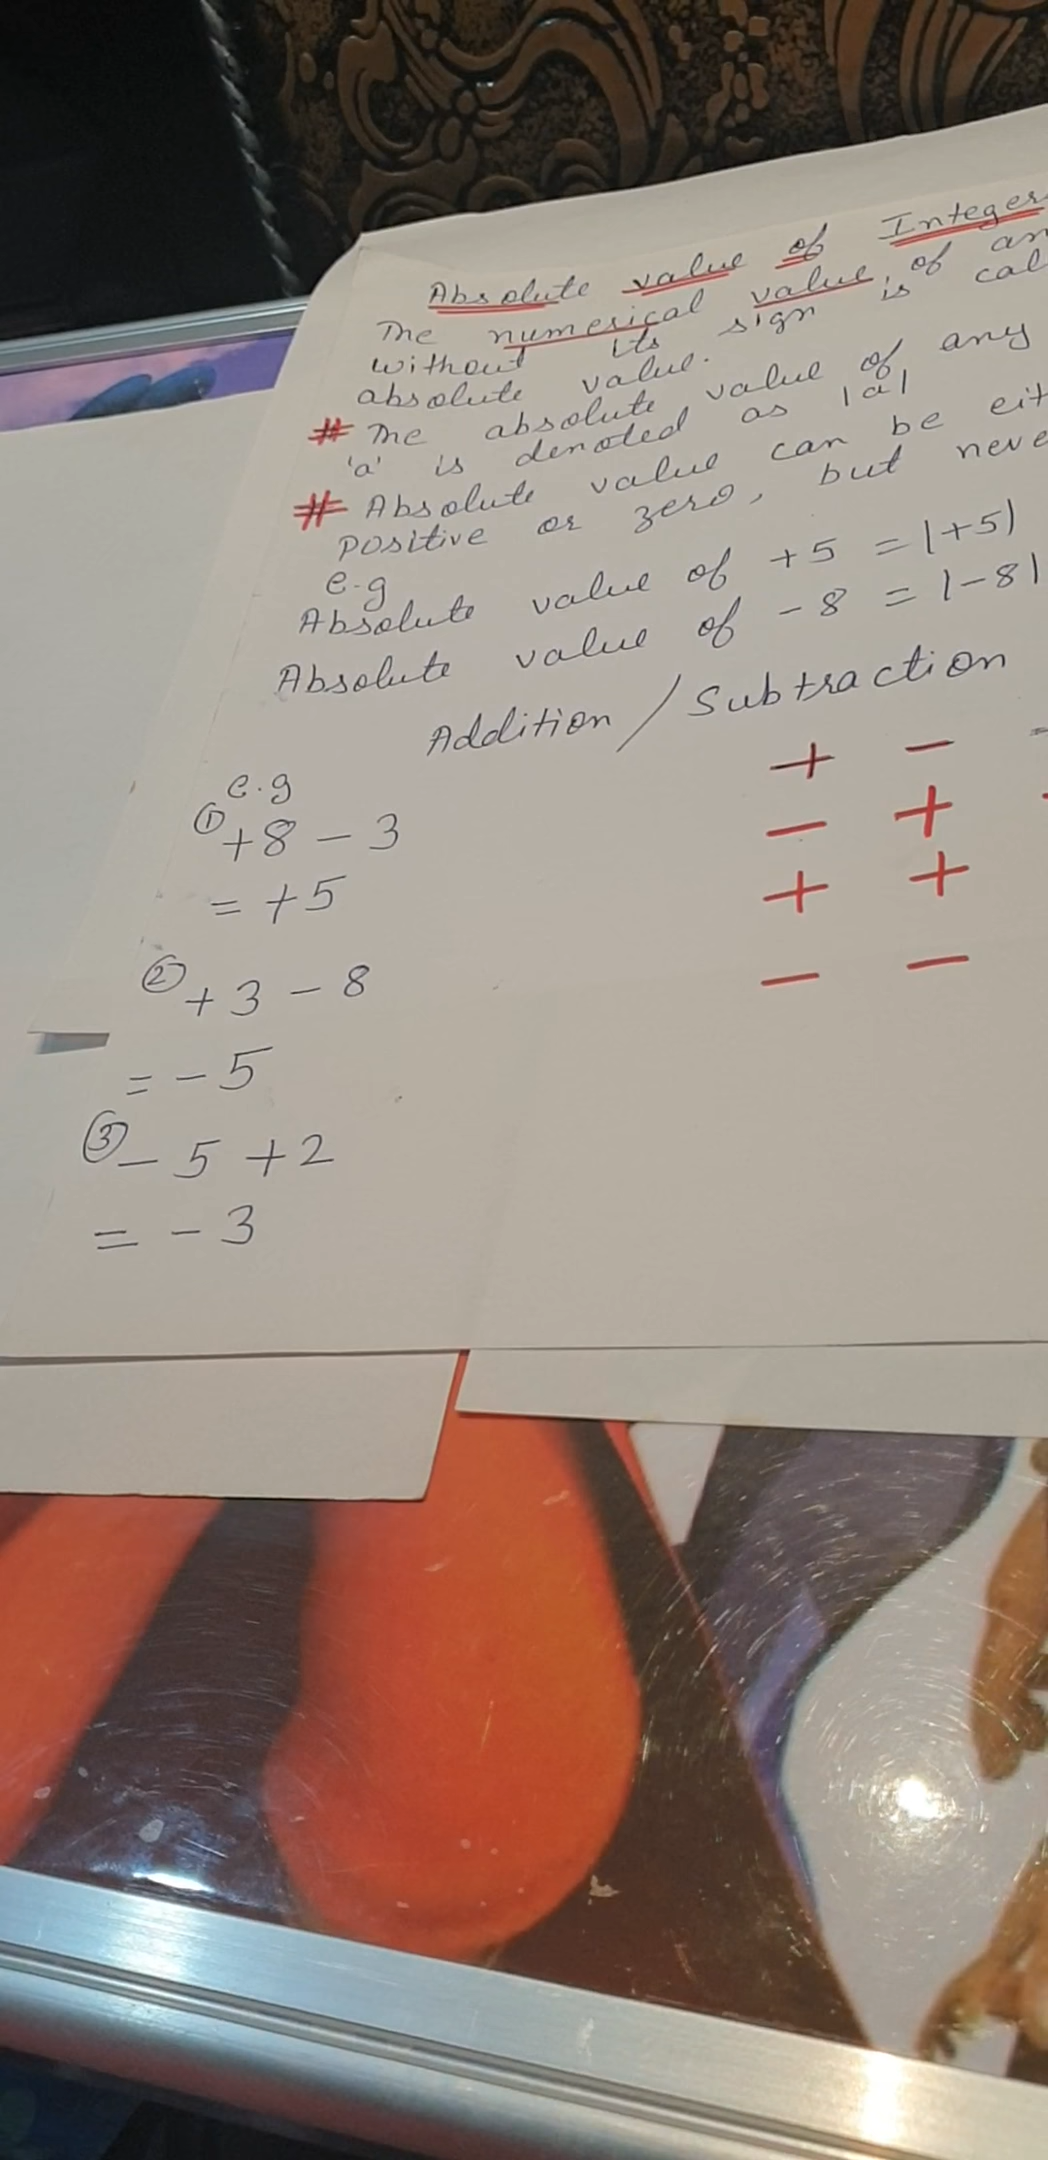 Absolute value of Integer
The numerical value, of an
without its sign is cal
absolute value.
# The absolute value of any
'a' is denoted as |a|
# Absolute value can be eit
positive or zero, but neve
e.g
Absolute value of +5 = |+5|
Absolute value of -8 = |-8|
Addition / Subtraction
+ -
- +
+ +
- -
e.g
① +8 - 3
= +5
② +3 - 8
= -5
③ - 5 + 2
= - 3